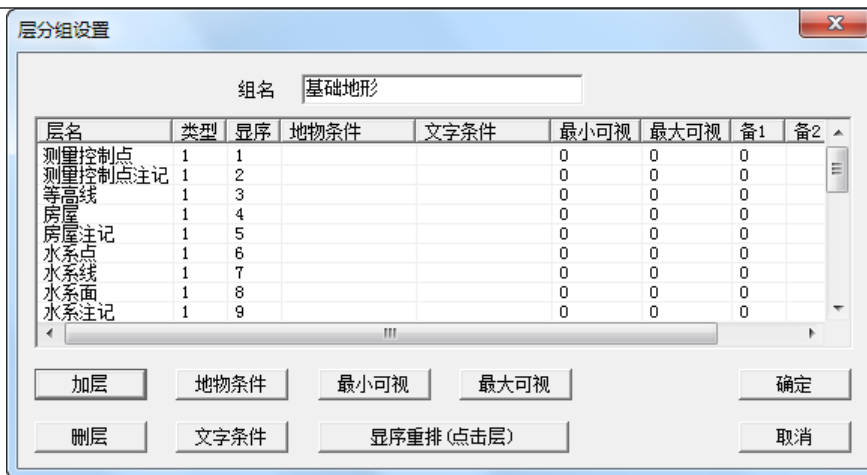 层分组设置
组名 基础地形
层名 类型 显序 地物条件 文字条件 最小可视 最大可视 备1 备2
测量控制点 1 1 0 0 0
测量控制点注记 1 2 0 0 0
等高线 1 3 0 0 0
房屋 1 4 0 0 0
房屋注记 1 5 0 0 0
水系点 1 6 0 0 0
水系线 1 7 0 0 0
水系面 1 8 0 0 0
水系注记 1 9 0 0 0
加层 地物条件 最小可视 最大可视 确定
删层 文字条件 显序重排(点击层) 取消